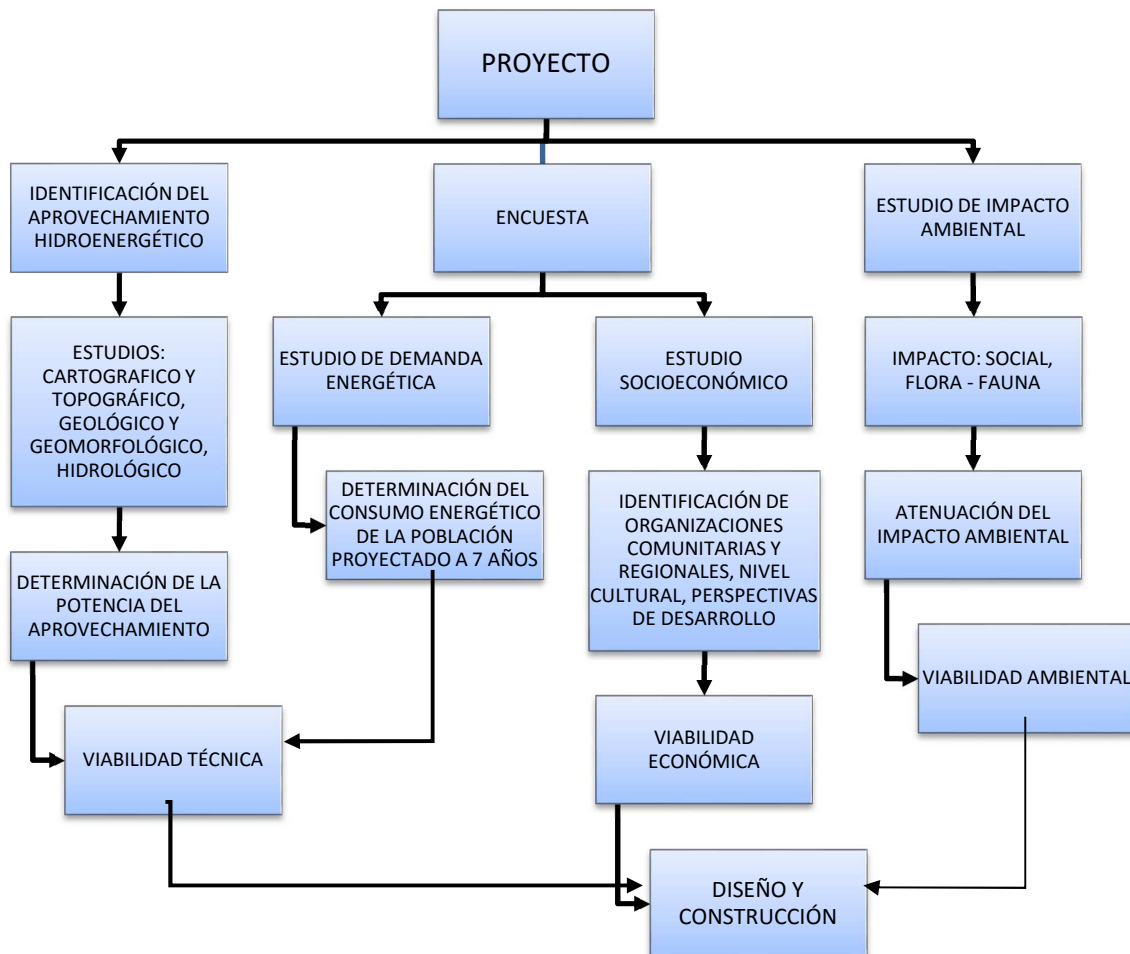 PROYECTO
IDENTIFICACIÓN DEL
APROVECHAMIENTO
HIDROENERGÉTICO
ENCUESTA
ESTUDIO DE IMPACTO
AMBIENTAL
ESTUDIOS:
CARTOGRAFICO Y
TOPOGRÁFICO,
GEOLÓGICO Y
GEOMORFOLÓGICO,
HIDROLÓGICO
ESTUDIO DE DEMANDA
ENERGÉTICA
ESTUDIO
SOCIOECONÓMICO
IMPACTO: SOCIAL,
FLORA - FAUNA
DETERMINACIÓN DEL
CONSUMO ENERGÉTICO
DE LA POBLACIÓN
PROYECTADO A 7 AÑOS
IDENTIFICACIÓN DE
ORGANIZACIONES
COMUNITARIAS Y
REGIONALES, NIVEL
CULTURAL, PERSPECTIVAS
DE DESARROLLO
ATENUACIÓN DEL
IMPACTO AMBIENTAL
DETERMINACIÓN DE LA
POTENCIA DEL
APROVECHAMIENTO
VIABILIDAD AMBIENTAL
VIABILIDAD TÉCNICA
VIABILIDAD
ECONÓMICA
DISEÑO Y
CONSTRUCCIÓN